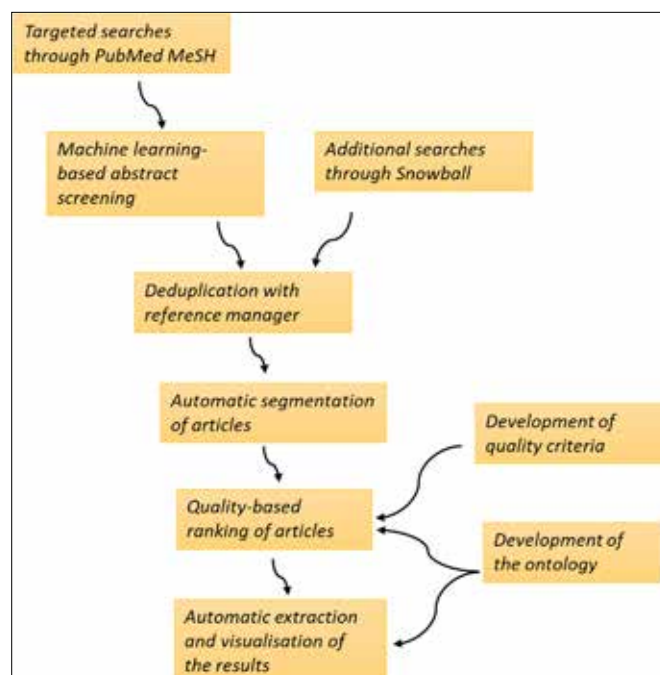 Targeted searches
through PubMed MeSH
Machine learning-
based abstract
screening
Additional searches
through Snowball
Deduplication with
reference manager
Automatic segmentation
of articles
Development of
quality criteria
Quality-based
ranking of articles
Development of
the ontology
Automatic extraction
and visualisation of
the results